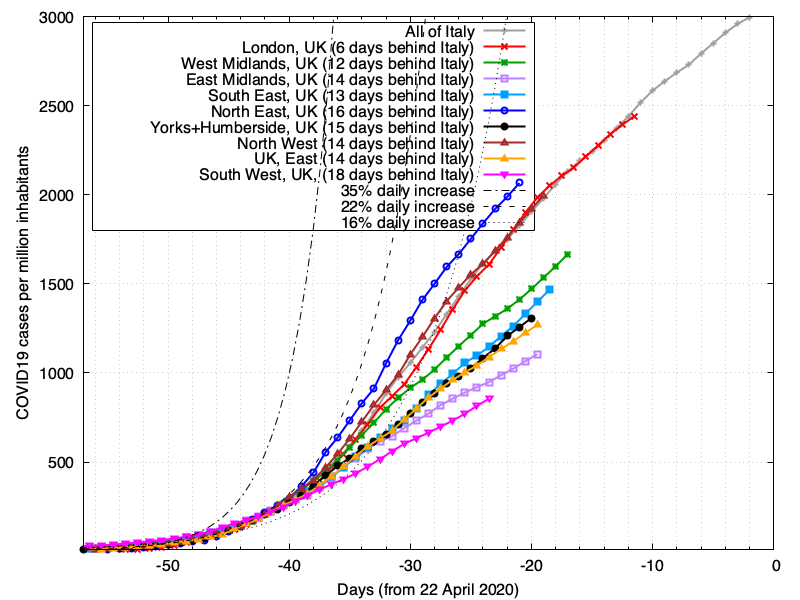 3000
2500
2000
1500
1000
500
COVID19 cases per million inhabitants
All of Italy
London, UK (6 days behind Italy)
West Midlands, UK (12 days behind Italy)
East Midlands, UK (14 days behind Italy)
South East, UK (13 days behind Italy)
North East, UK (16 days behind Italy)
Yorks+Humberside, UK (15 days behind Italy)
North West (14 days behind Italy)
UK, East (14 days behind Italy)
South West, UK, (18 days behind Italy)
35% daily increase
22% daily increase
16% daily increase
-50 -40 -30 -20 -10 0
Days (from 22 April 2020)